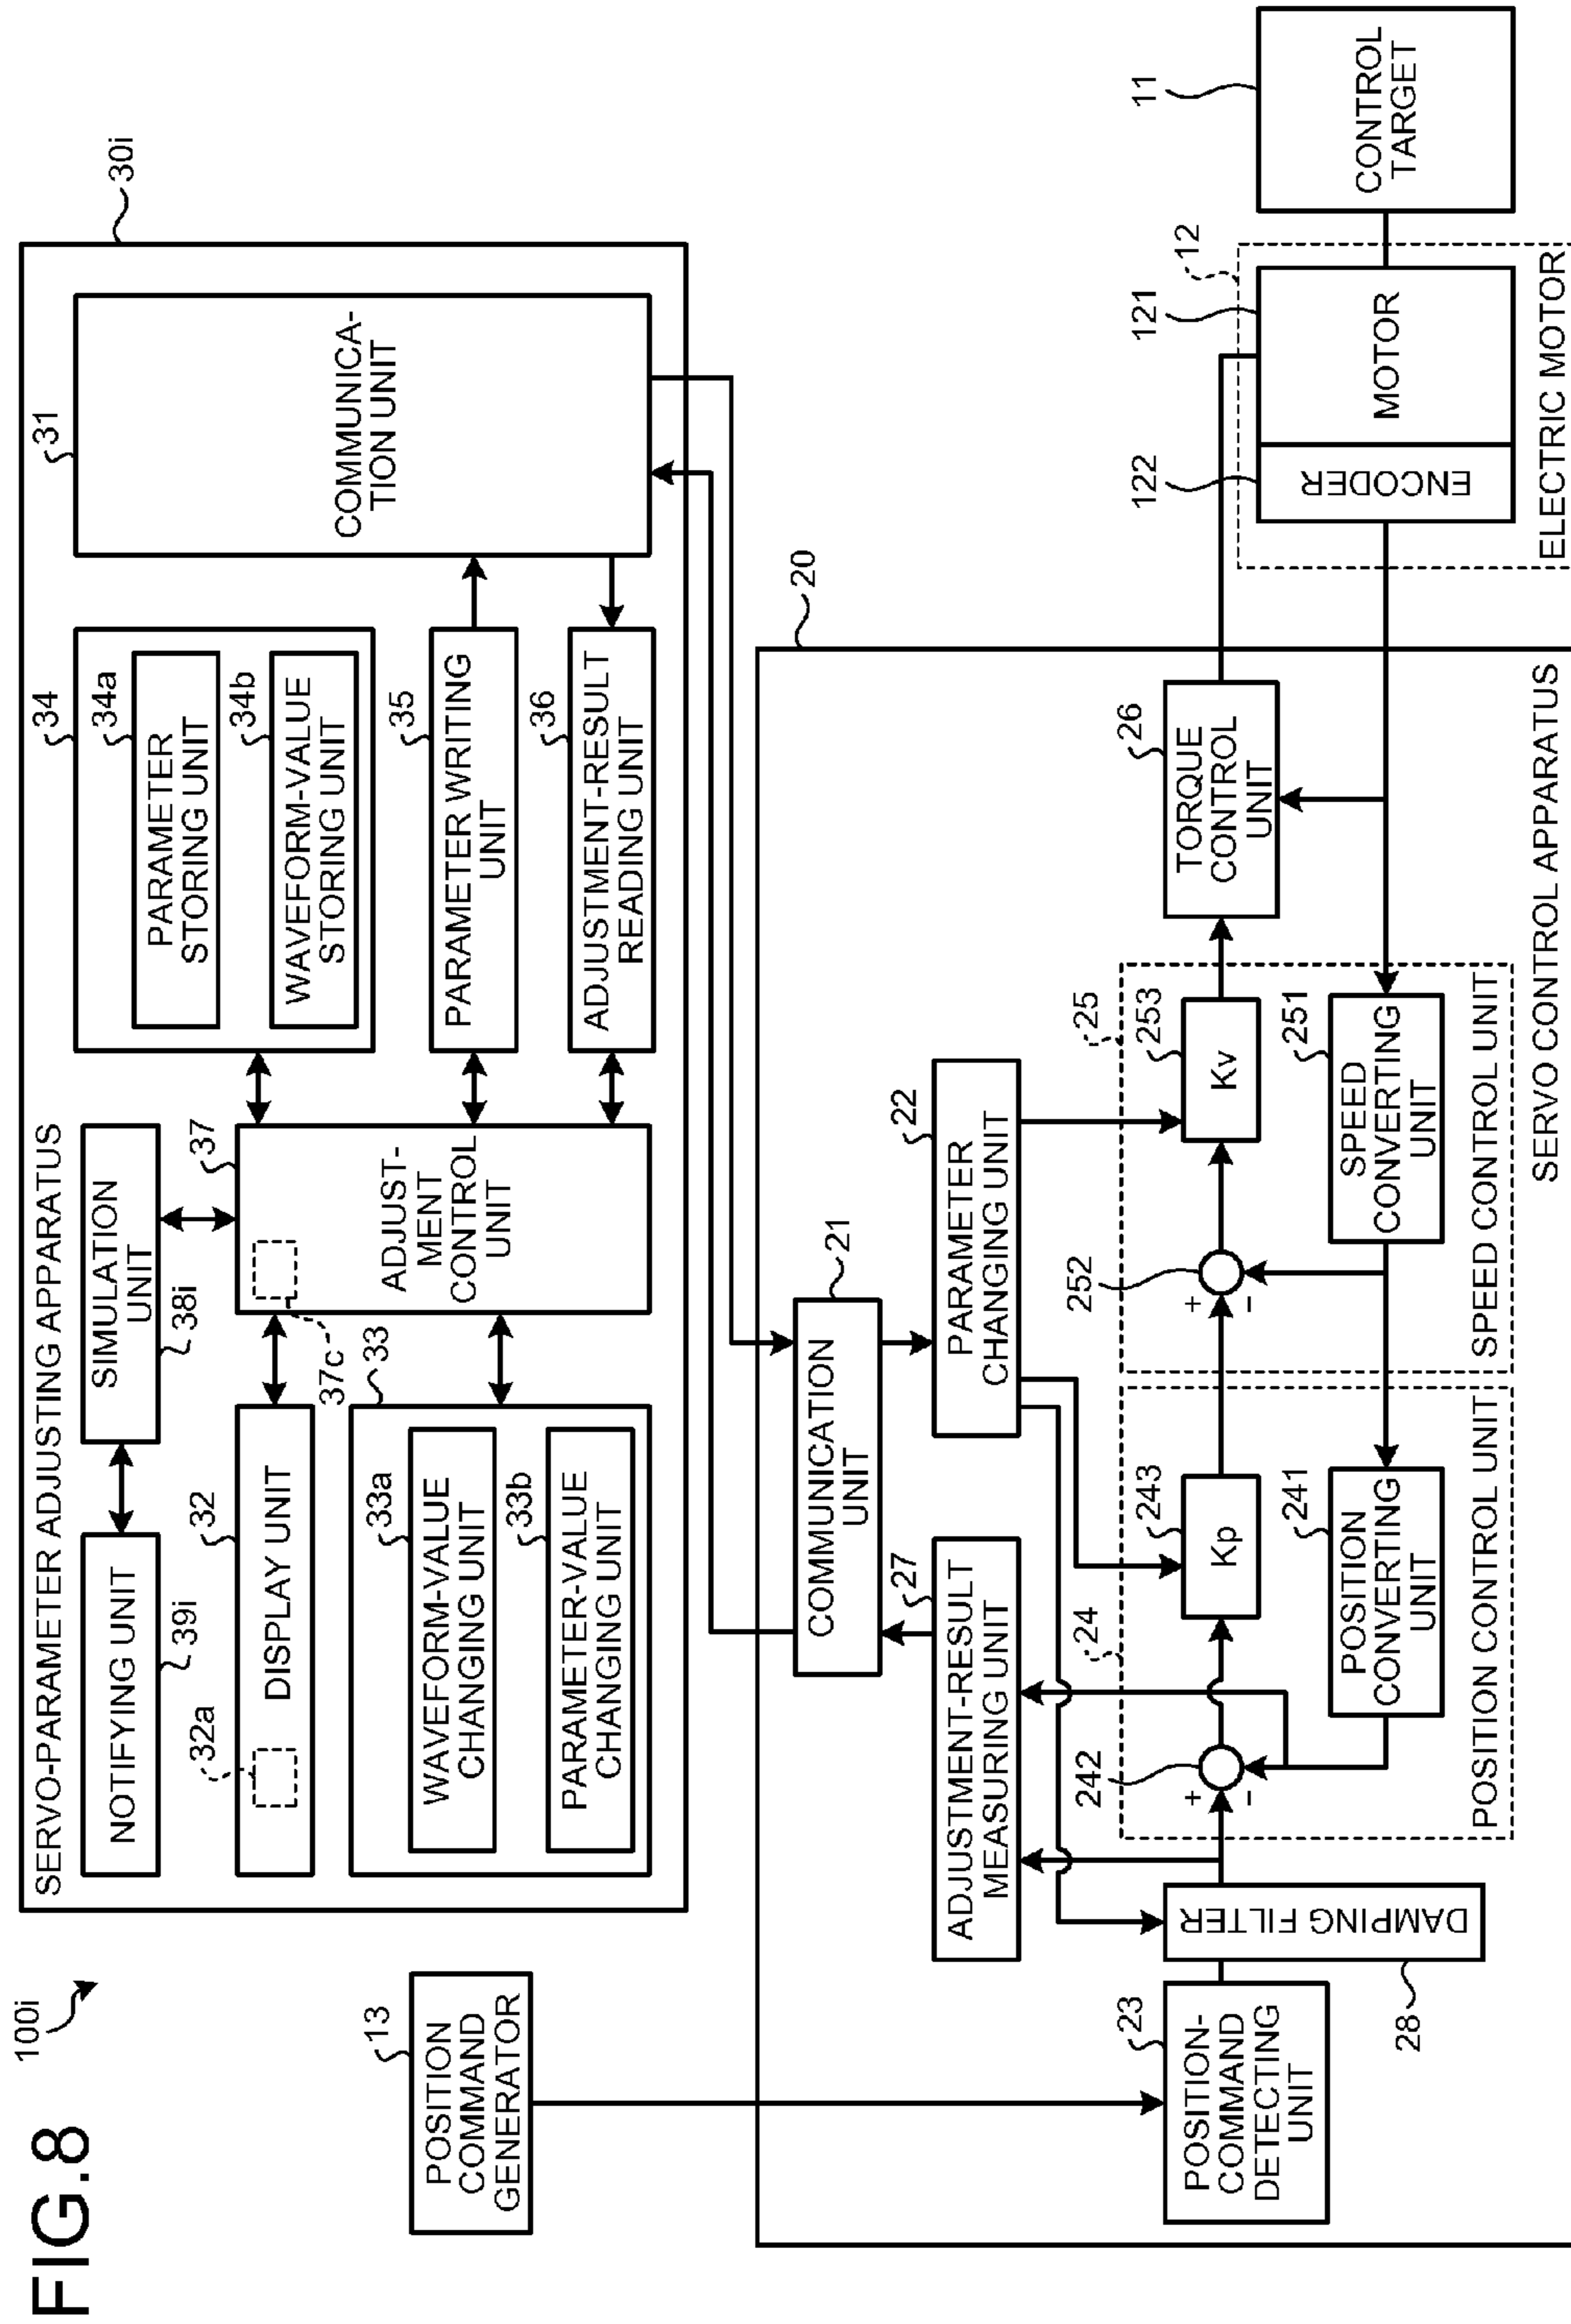 FIG.8
100i
SERVO-PARAMETER ADJUSTING APPARATUS
30i
NOTIFYING UNIT
39i
SIMULATION
UNIT
38i
32a
32
DISPLAY UNIT
37c
37
ADJUST-
MENT
CONTROL
UNIT
33
33a
WAVEFORM-VALUE
CHANGING UNIT
33b
PARAMETER-VALUE
CHANGING UNIT
34
34a
PARAMETER
STORING UNIT
34b
WAVEFORM-VALUE
STORING UNIT
35
PARAMETER WRITING
UNIT
36
ADJUSTMENT-RESULT
READING UNIT
31
COMMUNICA-
TION UNIT
13
POSITION
COMMAND
GENERATOR
20
21
COMMUNICATION
UNIT
27
ADJUSTMENT-RESULT
MEASURING UNIT
22
PARAMETER
CHANGING UNIT
23
POSITION-
COMMAND
DETECTING
UNIT
DAMPING FILTER
28
24
242
+
-
243
Kp
241
POSITION
CONVERTING
UNIT
POSITION CONTROL UNIT
25
252
+
-
253
Kv
251
SPEED
CONVERTING
UNIT
SPEED CONTROL UNIT
26
TORQUE
CONTROL
UNIT
SERVO CONTROL APPARATUS
122
ENCODER
121
MOTOR
12
ELECTRIC MOTOR
11
CONTROL
TARGET